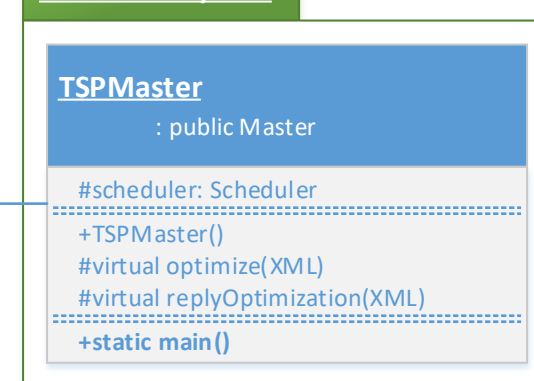 TSPMaster
: public Master
#scheduler: Scheduler
+TSPMaster()
#virtual optimize(XML)
#virtual replyOptimization(XML)
+static main()